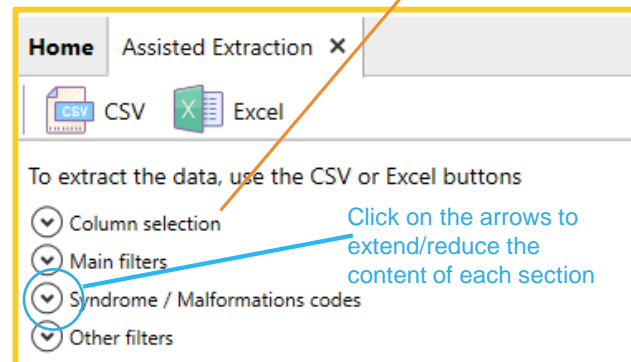 Home Assisted Extraction ×
CSV CSV X Excel
To extract the data, use the CSV or Excel buttons
Column selection
Main filters
Syndrome / Malformations codes
Other filters
Click on the arrows to
extend/reduce the
content of each section